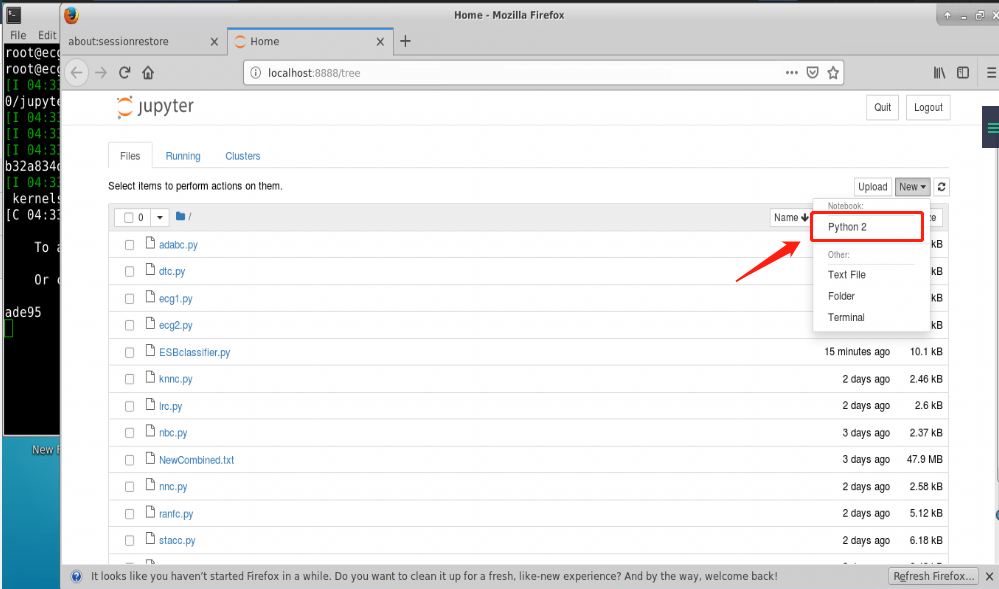 Home - Mozilla Firefox
File Edit
about:sessionrestore
Home
localhost:8888/tree
root@ecg
root@ecg
[I 04:33
0/jupyte
[I 04:33
[I 04:33
[I 04:33
b32a834
[I 04:33
kernels
[C 04:33
To a
Or
ade95
New
jupyter
Quit
Logout
Files
Running
Clusters
Select items to perform actions on them.
Upload
New
0
/
Name
Notebook:
Python 2
Other:
Text File
Folder
Terminal
adabc.py
kB
dtc.py
kB
ecg1.py
kB
ecg2.py
kB
ESBclassifier.py 15 minutes ago 10.1 kB
knnc.py 2 days ago 2.46 kB
lrc.py 2 days ago 2.6 kB
nbc.py 3 days ago 2.37 kB
NewCombined.txt 3 days ago 47.9 MB
nnc.py 2 days ago 2.58 kB
ranfc.py 2 days ago 5.12 kB
stacc.py 2 days ago 6.18 kB
It looks like you haven't started Firefox in a while. Do you want to clean it up for a fresh, like-new experience? And by the way, welcome back!
Refresh Firefox...